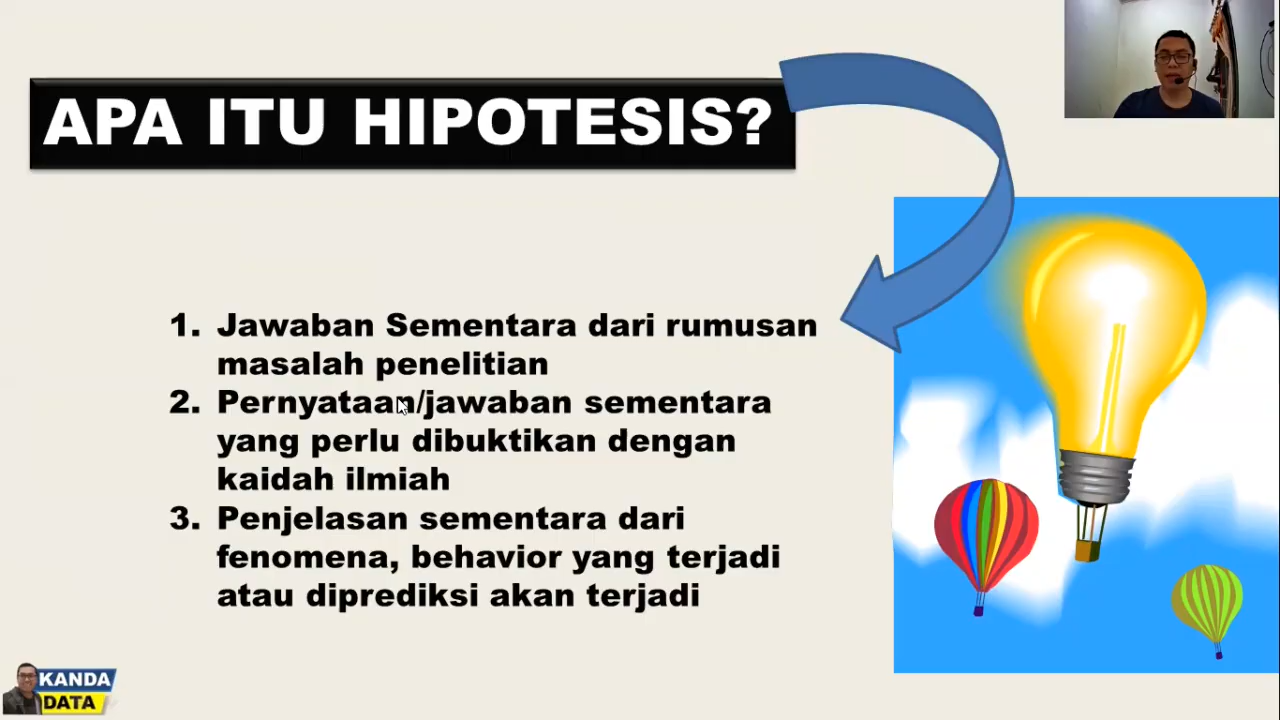 APA ITU HIPOTESIS?
1. Jawaban Sementara dari rumusan
masalah penelitian
2. Pernyataan/jawaban sementara
yang perlu dibuktikan dengan
kaidah ilmiah
3. Penjelasan sementara dari
fenomena, behavior yang terjadi
atau diprediksi akan terjadi
KANDA
DATA